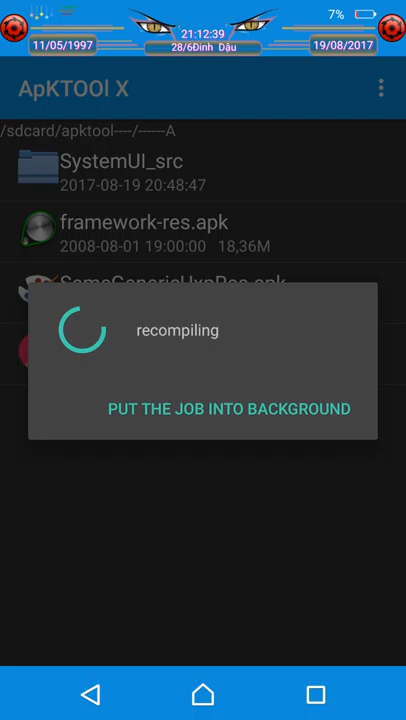 7%
21:12:39
11/05/1997
28/6Đinh Dậu
19/08/2017
ApKTOOl X
/sdcard/apktool----/------A
SystemUI_src
2017-08-19 20:48:47
framework-res.apk
2008-08-01 19:00:00 18,36M
SomcGenericUxpRes.apk
recompiling
PUT THE JOB INTO BACKGROUND